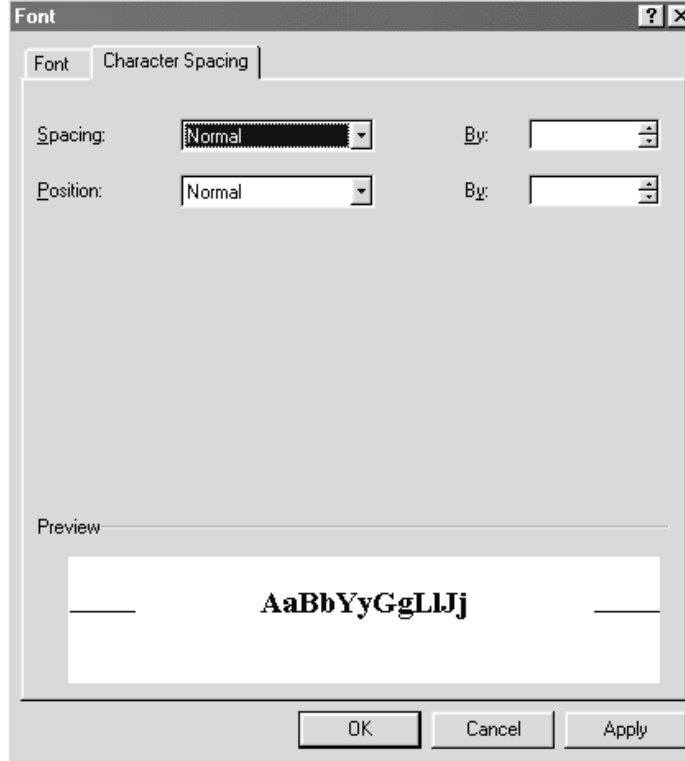 Font ? X
Font Character Spacing
Spacing: Normal By:
Position: Normal By:
Preview
AaBbYyGgLlJj
OK Cancel Apply